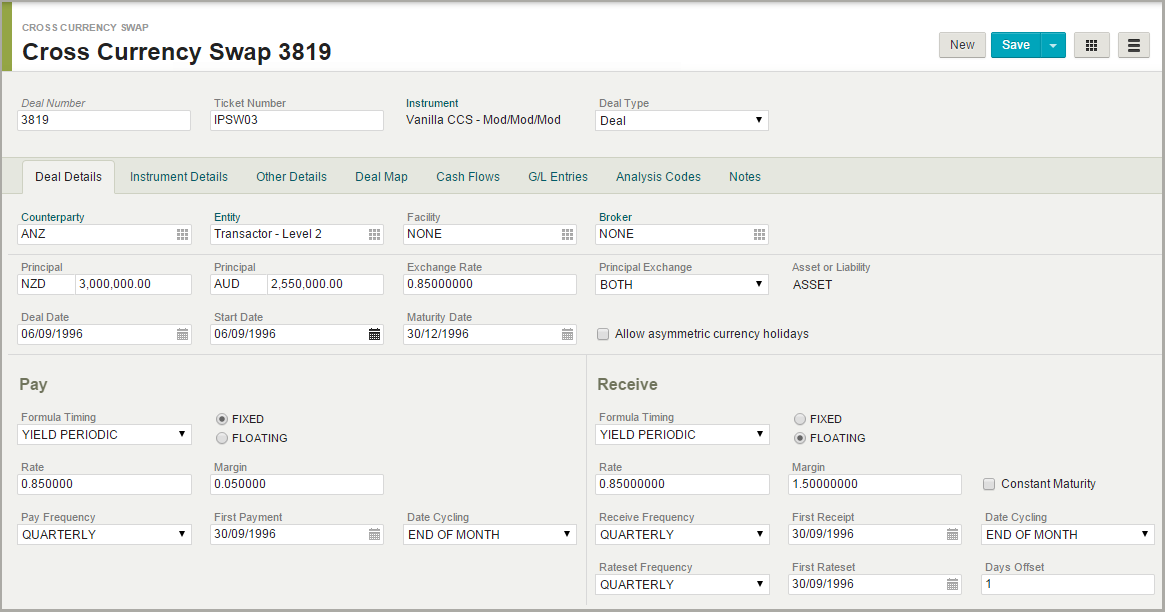 CROSS CURRENCY SWAP
Cross Currency Swap 3819
New Save
Deal Number Ticket Number Instrument Deal Type
3819 IPSW03 Vanilla CCS - Mod/Mod/Mod Deal
Deal Details Instrument Details Other Details Deal Map Cash Flows G/L Entries Analysis Codes Notes
Counterparty Entity Facility Broker
ANZ Transactor - Level 2 NONE NONE
Principal Principal Exchange Rate Principal Exchange Asset or Liability
NZD 3,000,000.00 AUD 2,550,000.00 0.85000000 BOTH ASSET
Deal Date Start Date Maturity Date
06/09/1996 06/09/1996 30/12/1996 Allow asymmetric currency holidays
Pay Receive
Formula Timing FIXED Formula Timing FIXED
YIELD PERIODIC FLOATING YIELD PERIODIC FLOATING
Rate Margin Rate Margin
0.850000 0.050000 0.85000000 1.50000000 Constant Maturity
Pay Frequency First Payment Date Cycling Receive Frequency First Receipt Date Cycling
QUARTERLY 30/09/1996 END OF MONTH QUARTERLY 30/09/1996 END OF MONTH
Rateset Frequency First Rateset Days Offset
QUARTERLY 30/09/1996 1